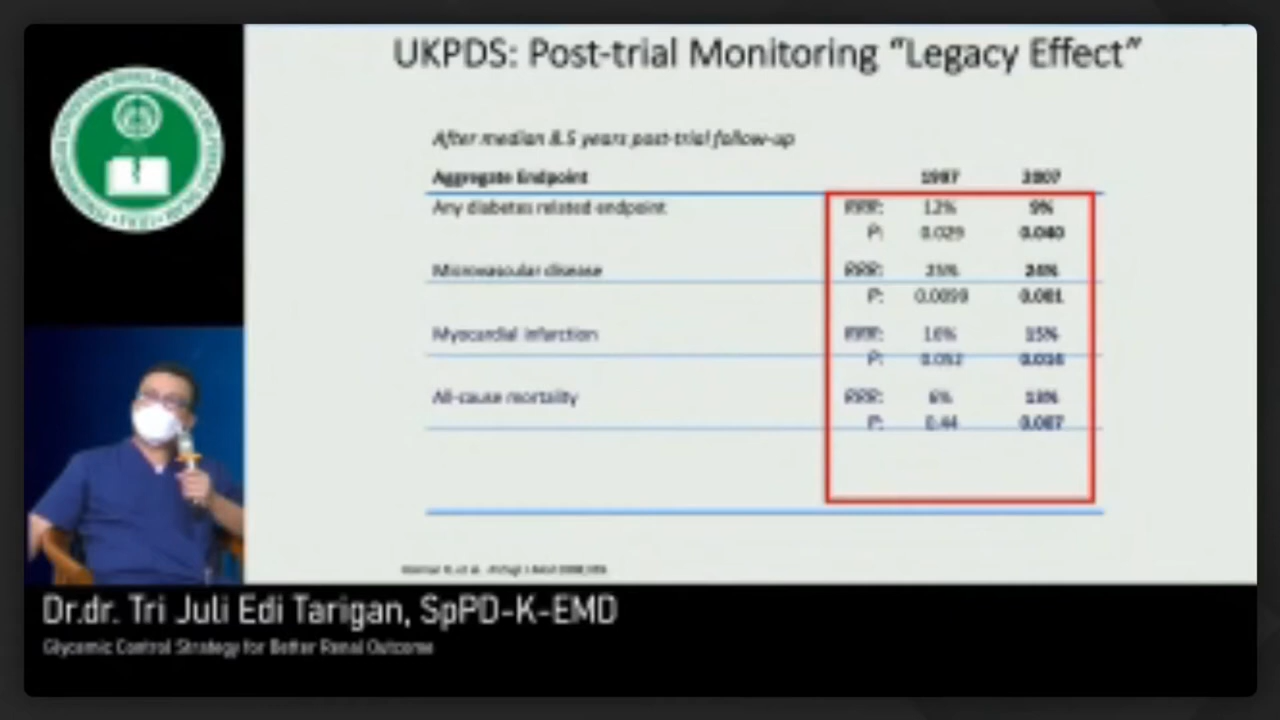 UKPDS: Post-trial Monitoring “Legacy Effect”
After median 8.5 years post-trial follow-up
Aggregate Endpoint 1997 2007
Any diabetes related endpoint RRR: 12% 9%
P: 0.029 0.040
Microvascular disease RRR: 25% 24%
P: 0.0099 0.001
Myocardial infarction RRR: 16% 15%
P: 0.052 0.014
All-cause mortality RRR: 6% 13%
P: 0.44 0.007
Dr.dr. Tri Juli Edi Tarigan, SpPD-K-EMD
Glycemic Control Strategy for Better Renal Outcome